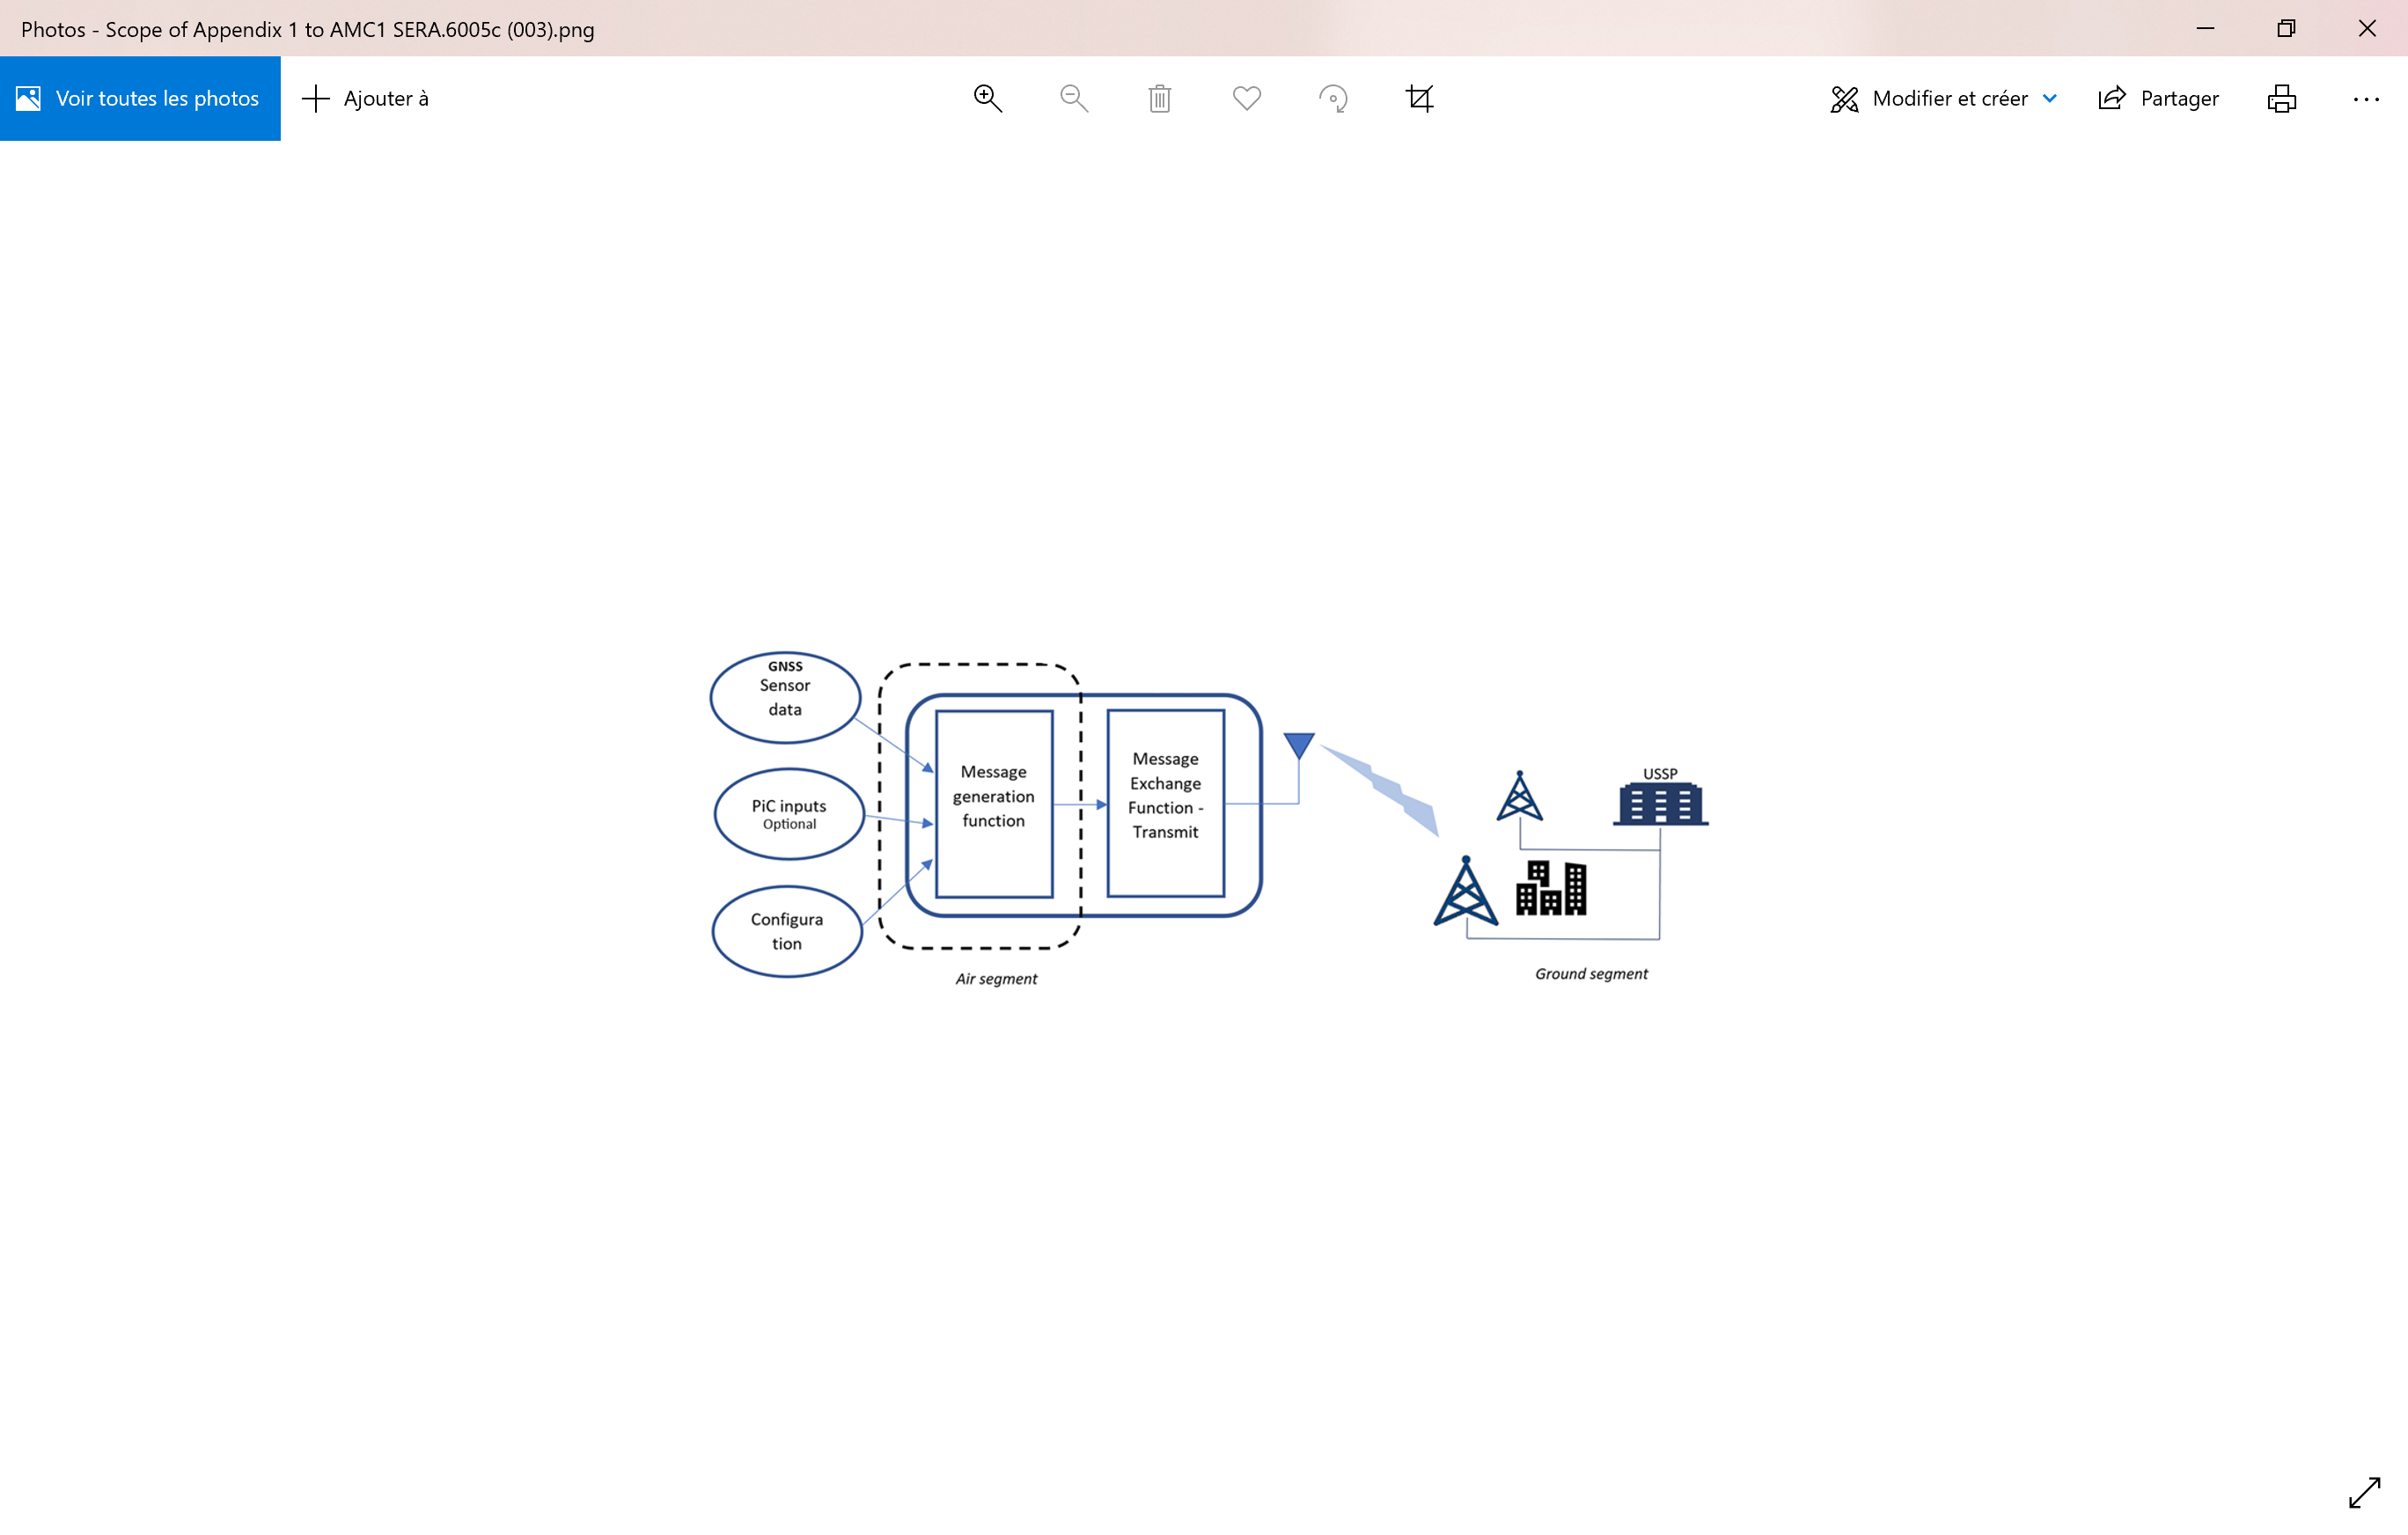 Photos - Scope of Appendix 1 to AMC1 SERA.6005c (003).png
Voir toutes les photos
Ajouter à
Modifier et créer
Partager
GNSS
Sensor
data
PiC inputs
Optional
Configura
tion
Message
generation
function
Message
Exchange
Function -
Transmit
Air segment
USSP
Ground segment